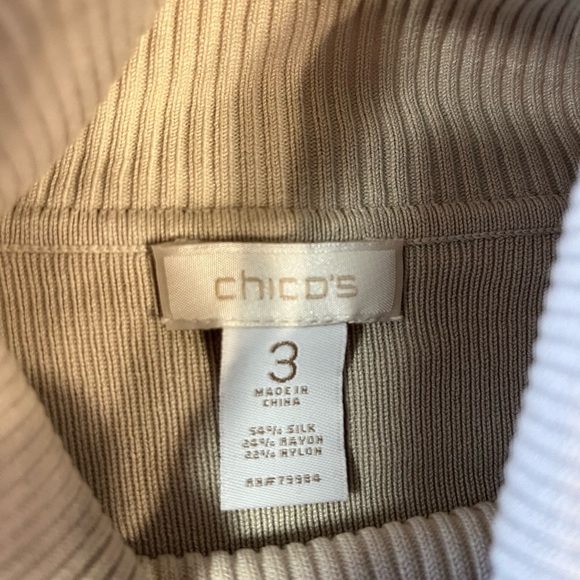 chico's
3
MADE IN
CHINA
54% SILK
24% RAYON
22% NYLON
RN#79984